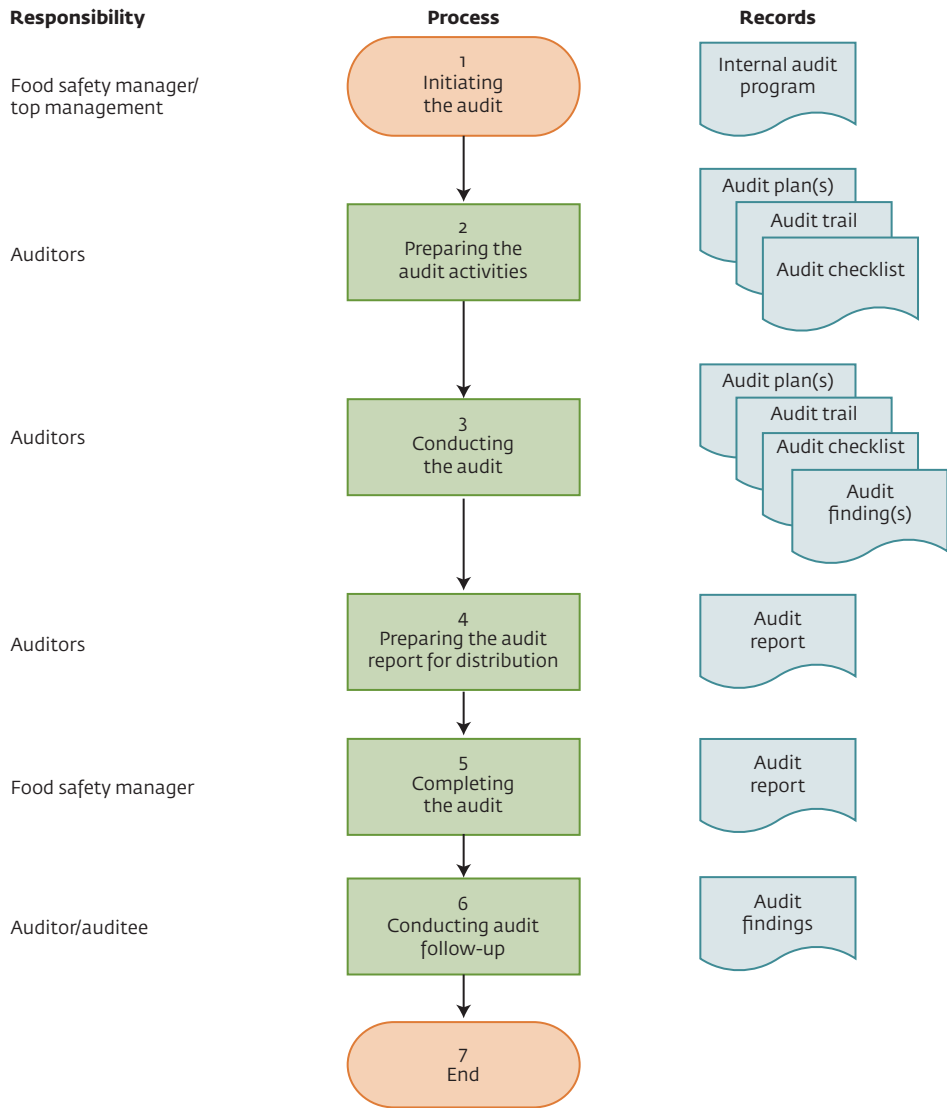 Responsibility
Process
Records
Food safety manager/
top management
1
Initiating
the audit
Internal audit
program
Auditors
2
Preparing the
audit activities
Audit plan(s)
Audit trail
Audit checklist
Auditors
3
Conducting
the audit
Audit plan(s)
Audit trail
Audit checklist
Audit
finding(s)
Auditors
4
Preparing the audit
report for distribution
Audit
report
Food safety manager
5
Completing
the audit
Audit
report
Auditor/auditee
6
Conducting audit
follow-up
Audit
findings
7
End